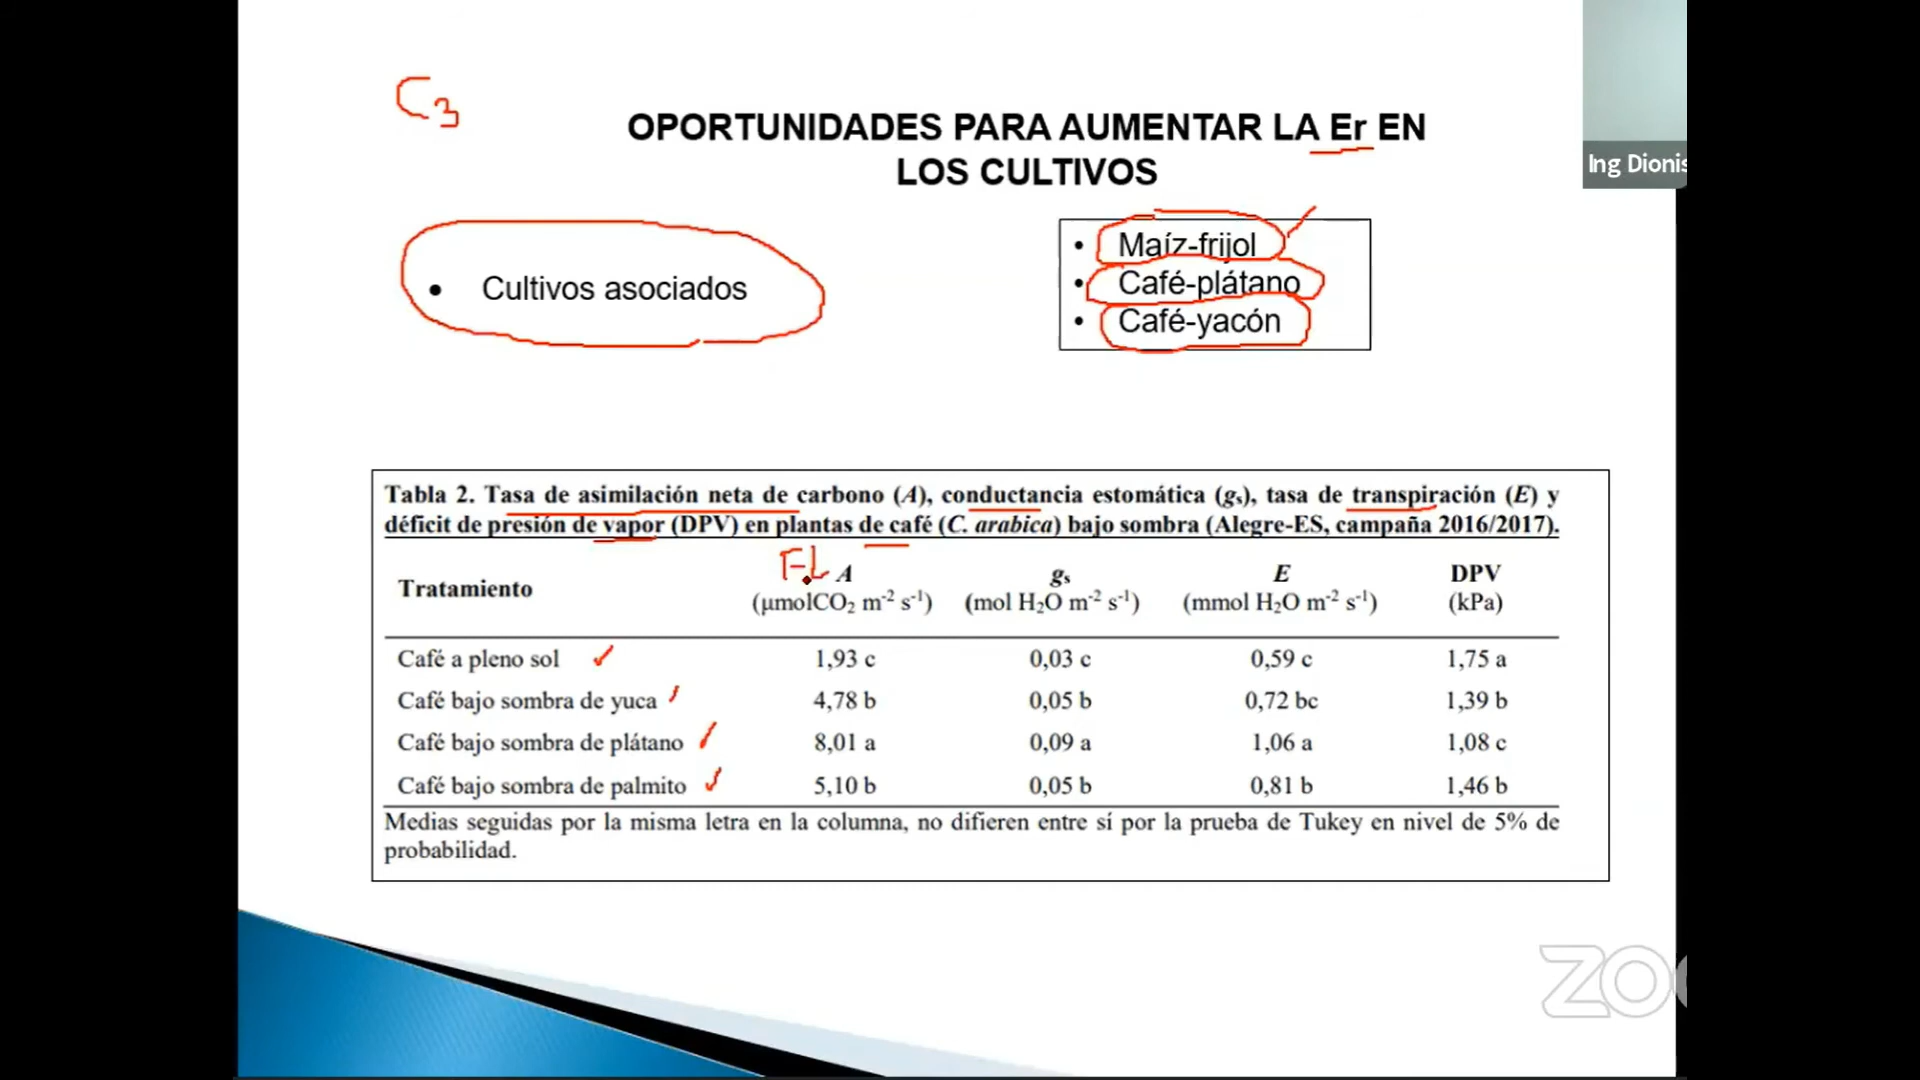 C3
OPORTUNIDADES PARA AUMENTAR LA Er EN
LOS CULTIVOS
Ing Dionis
• Cultivos asociados
• Maíz-frijol
• Café-plátano
• Café-yacón
Tabla 2. Tasa de asimilación neta de carbono (A), conductancia estomática (gs), tasa de transpiración (E) y
déficit de presión de vapor (DPV) en plantas de café (C. arabica) bajo sombra (Alegre-ES, campaña 2016/2017).
Tratamiento A gs E DPV
(µmolCO2 m-2 s-1) (mol H2O m-2 s-1) (mmol H2O m-2 s-1) (kPa)
Café a pleno sol 1,93 c 0,03 c 0,59 c 1,75 a
Café bajo sombra de yuca 4,78 b 0,05 b 0,72 bc 1,39 b
Café bajo sombra de plátano 8,01 a 0,09 a 1,06 a 1,08 c
Café bajo sombra de palmito 5,10 b 0,05 b 0,81 b 1,46 b
Medias seguidas por la misma letra en la columna, no difieren entre sí por la prueba de Tukey en nivel de 5% de
probabilidad.
ZO